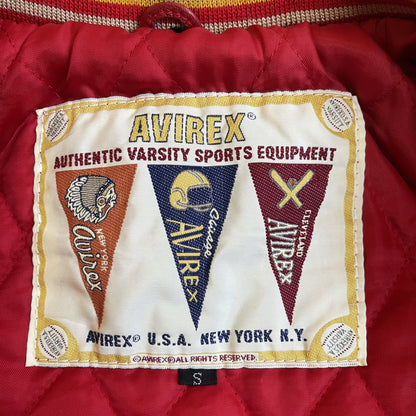 AVIREX®
AUTHENTIC VARSITY SPORTS EQUIPMENT
NEW YORK
Avirex
Chicago
AVIREX
CLEVELAND
AVIREX
AVIREX® U.S.A. NEW YORK N.Y.
©AVIREX® ALL RIGHTS RESERVED.
S